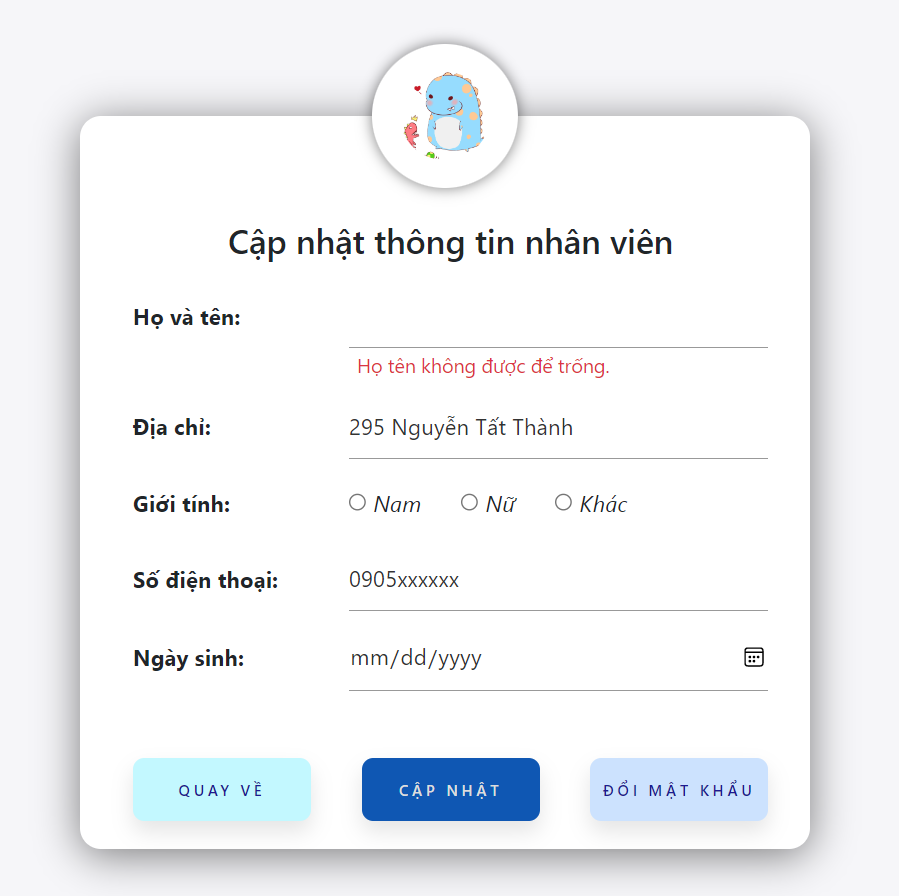 Cập nhật thông tin nhân viên
Họ và tên:
Họ tên không được để trống.
Địa chỉ: 295 Nguyễn Tất Thành
Giới tính: Nam Nữ Khác
Số điện thoại: 0905xxxxxx
Ngày sinh: mm/dd/yyyy
QUAY VỀ CẬP NHẬT ĐỔI MẬT KHẨU